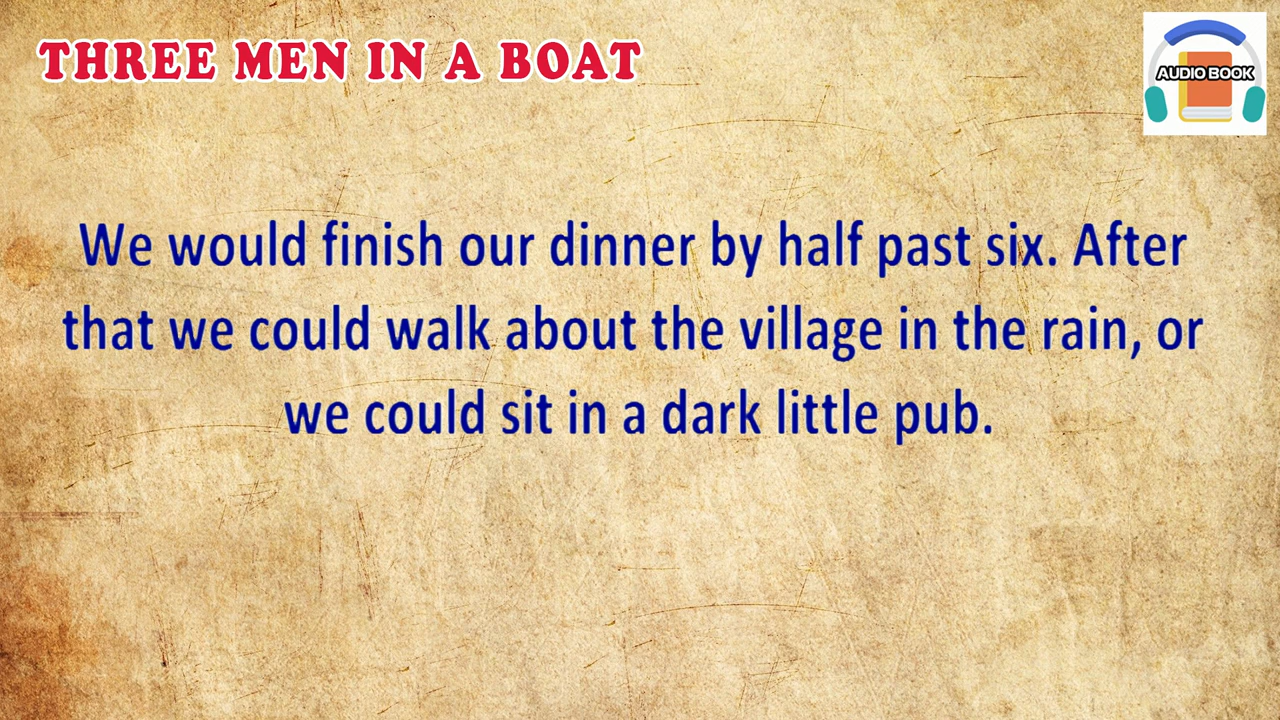 THREE MEN IN A BOAT
AUDIO BOOK
We would finish our dinner by half past six. After
that we could walk about the village in the rain, or
we could sit in a dark little pub.